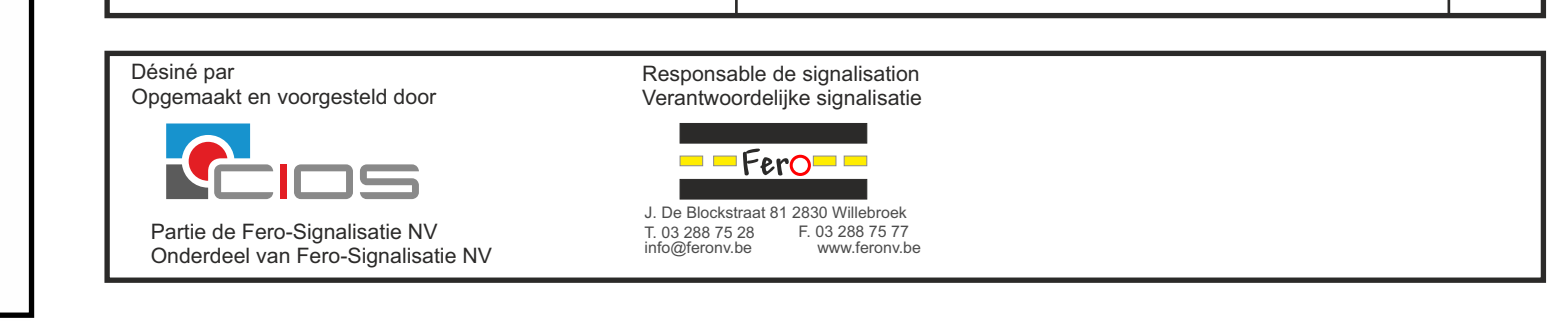 Désiné par
Opgemaakt en voorgesteld door
CIOS
Partie de Fero-Signalisatie NV
Onderdeel van Fero-Signalisatie NV
Responsable de signalisation
Verantwoordelijke signalisatie
Fero
J. De Blockstraat 81 2830 Willebroek
T. 03 288 75 28 F. 03 288 75 77
info@feronv.be www.feronv.be